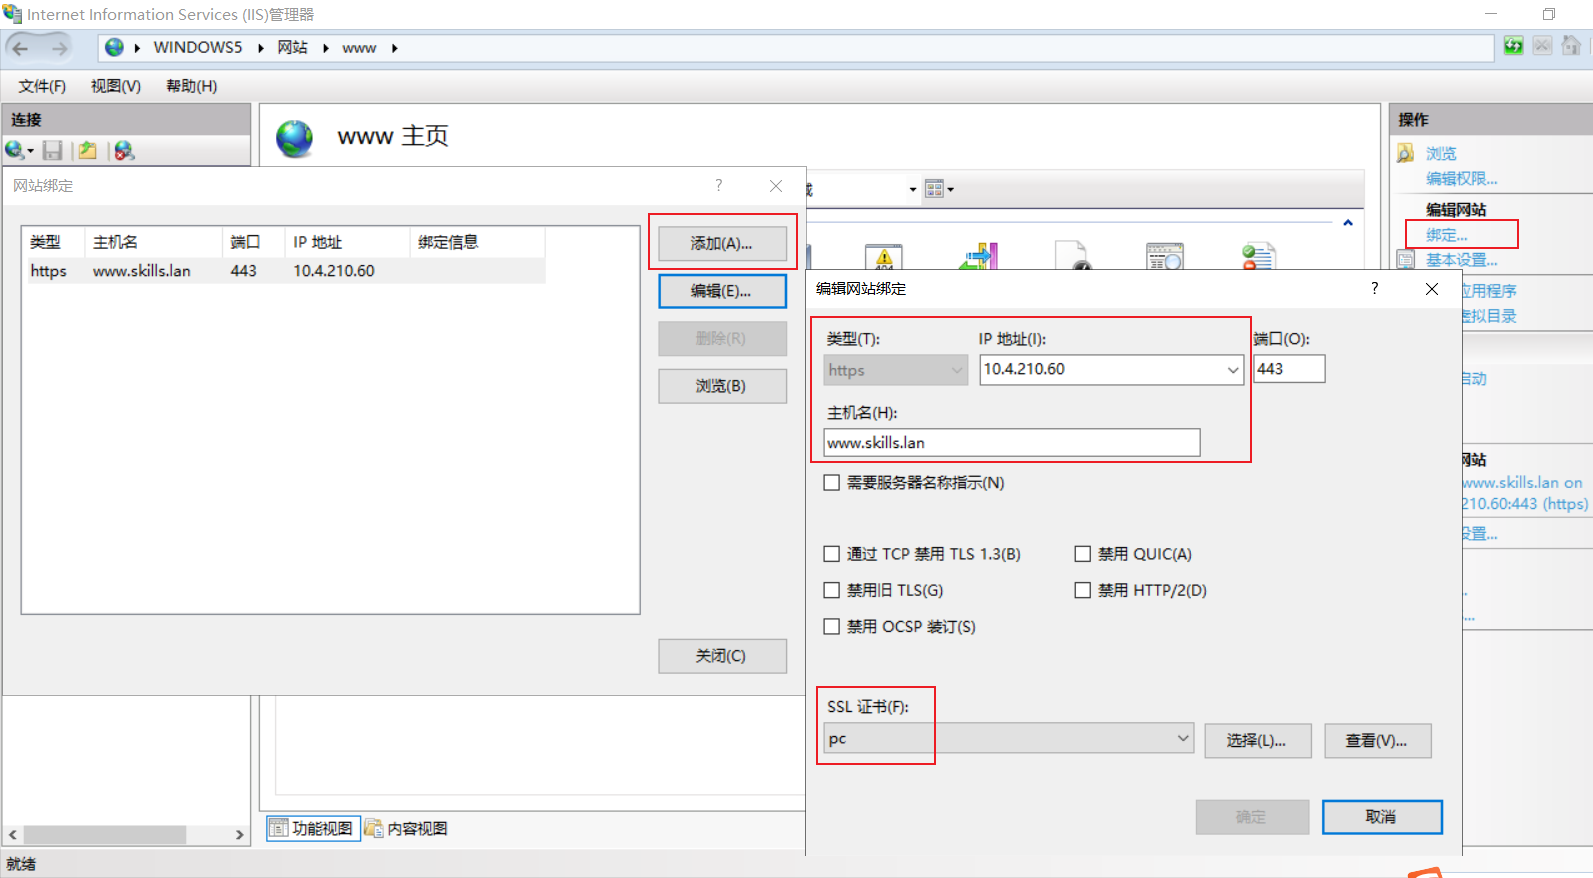 Internet Information Services (IIS)管理器
WINDOWS5 网站 www
文件(F) 视图(V) 帮助(H)
连接
www 主页
操作
浏览
编辑权限...
编辑网站
绑定...
基本设置...
应用程序
虚拟目录
启动
网站
www.skills.lan on
210.60:443 (https)
设置...
网站绑定 ?
类型 主机名 端口 IP 地址 绑定信息
https www.skills.lan 443 10.4.210.60
添加(A)...
编辑(E)...
删除(R)
浏览(B)
关闭(C)
404
编辑网站绑定 ?
类型(T): IP 地址(I): 端口(O):
https 10.4.210.60 443
主机名(H):
www.skills.lan
需要服务器名称指示(N)
通过 TCP 禁用 TLS 1.3(B) 禁用 QUIC(A)
禁用旧 TLS(G) 禁用 HTTP/2(D)
禁用 OCSP 装订(S)
SSL 证书(F):
pc 选择(L)... 查看(V)...
确定 取消
功能视图 内容视图
就绪